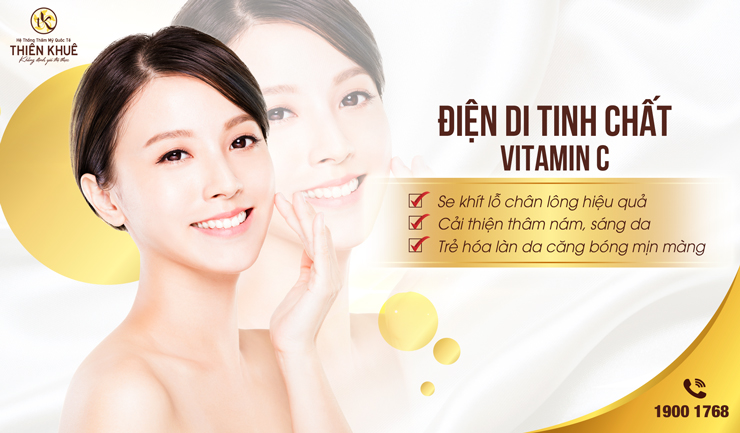 Hệ Thống Thẩm Mỹ Quốc Tế
THIÊN KHUÊ
ĐIỆN DI TINH CHẤT
VITAMIN C
Se khít lỗ chân lông hiệu quả
Cải thiện thâm nám, sáng da
Trẻ hóa làn da căng bóng mịn màng
1900 1768